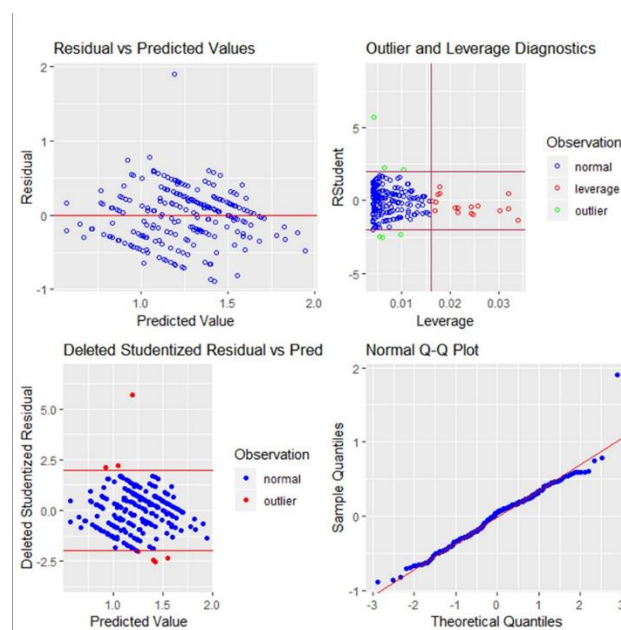 Residual vs Predicted Values
2
1
0
-1
Residual
1.0
1.5
2.0
Predicted Value
Outlier and Leverage Diagnostics
5
0
-5
RStudent
0.01
0.02
0.03
Leverage
Observation
normal
leverage
outlier
Deleted Studentized Residual vs Pred
5.0
2.5
0.0
-2.5
Deleted Studentized Residual
1.0
1.5
2.0
Predicted Value
Observation
normal
outlier
Normal Q-Q Plot
2
1
0
-1
Sample Quantiles
-3
-2
-1
0
1
2
3
Theoretical Quantiles